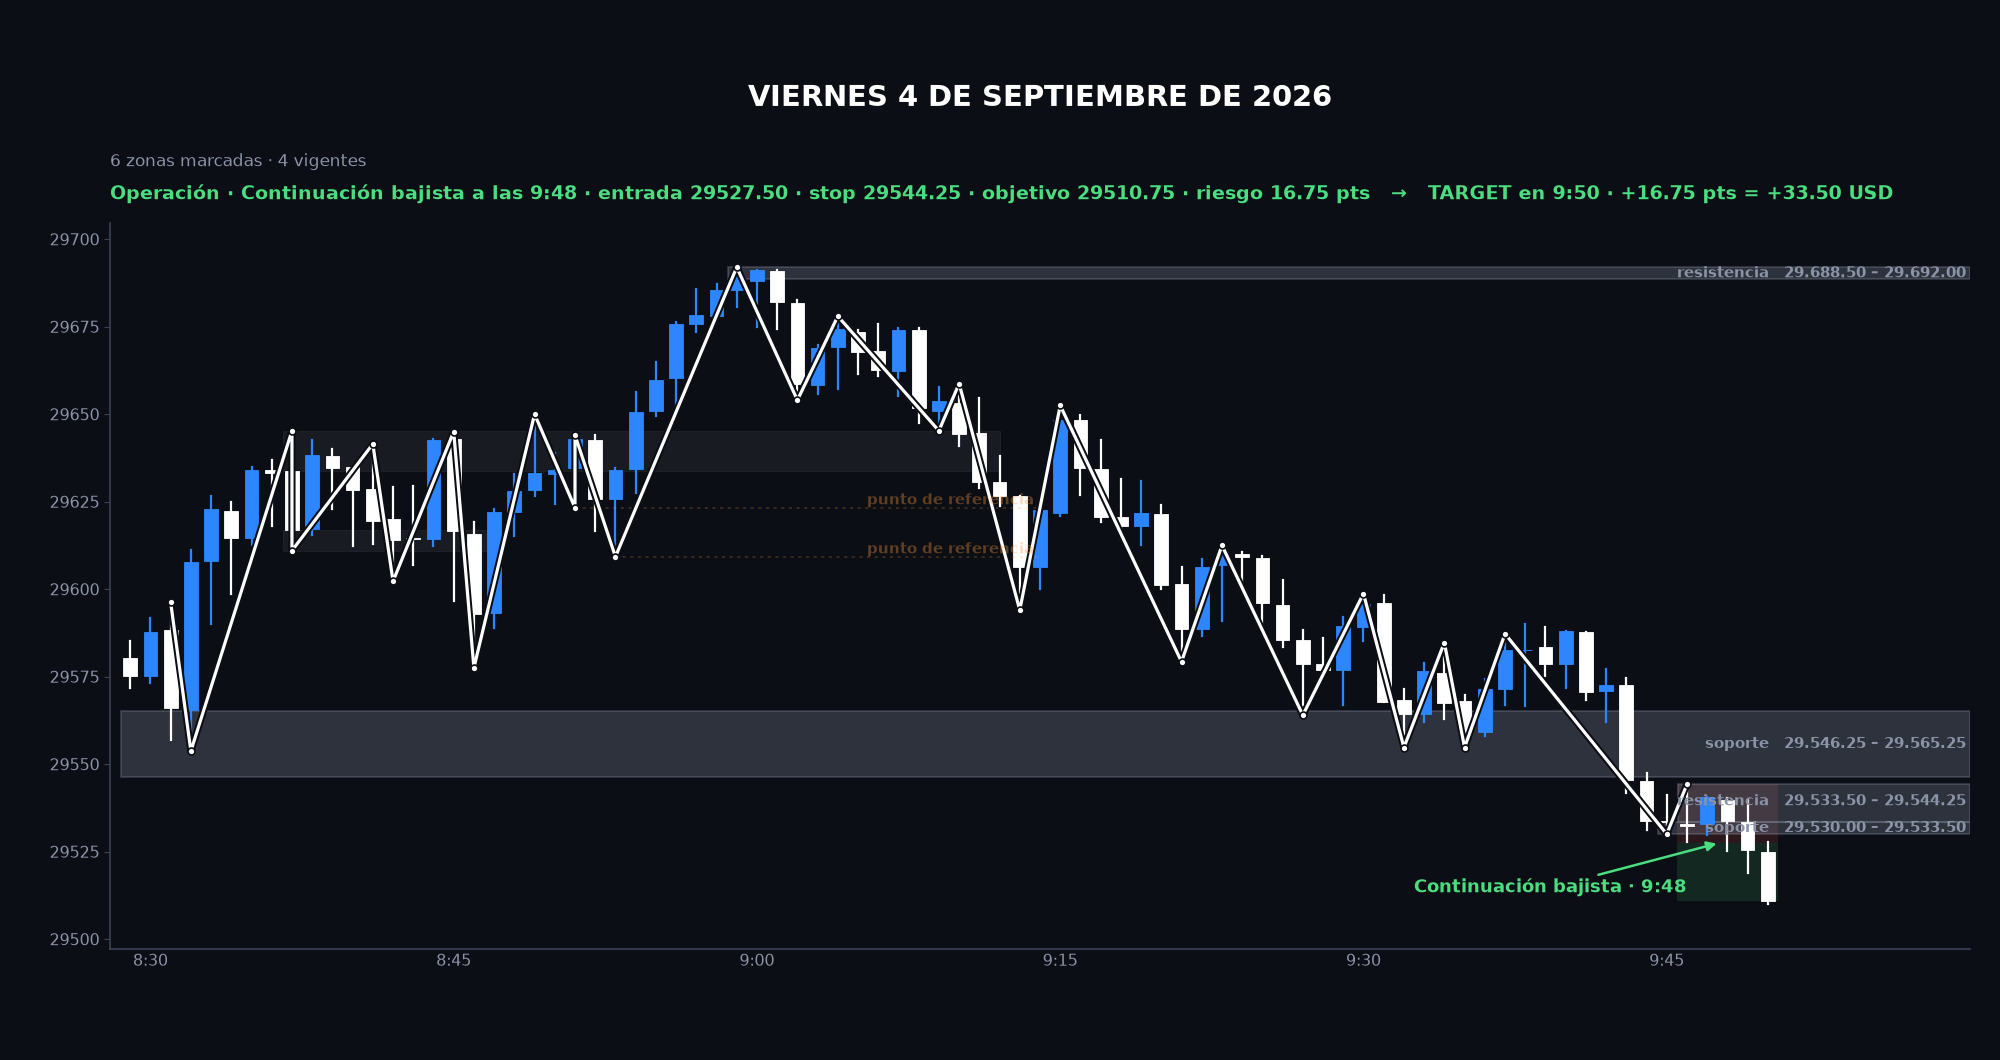 VIERNES 4 DE SEPTIEMBRE DE 2026
6 zonas marcadas · 4 vigentes
Operación · Continuación bajista a las 9:48 · entrada 29527.50 · stop 29544.25 · objetivo 29510.75 · riesgo 16.75 pts → TARGET en 9:50 · +16.75 pts = +33.50 USD
29700
resistencia 29.688.50 – 29.692.00
29675
29650
29625
punto de referencia
punto de referencia
29600
29575
soporte 29.546.25 – 29.565.25
29550
resistencia 29.533.50 – 29.544.25
soporte 29.530.00 – 29.533.50
29525
Continuación bajista · 9:48
29500
8:30 8:45 9:00 9:15 9:30 9:45